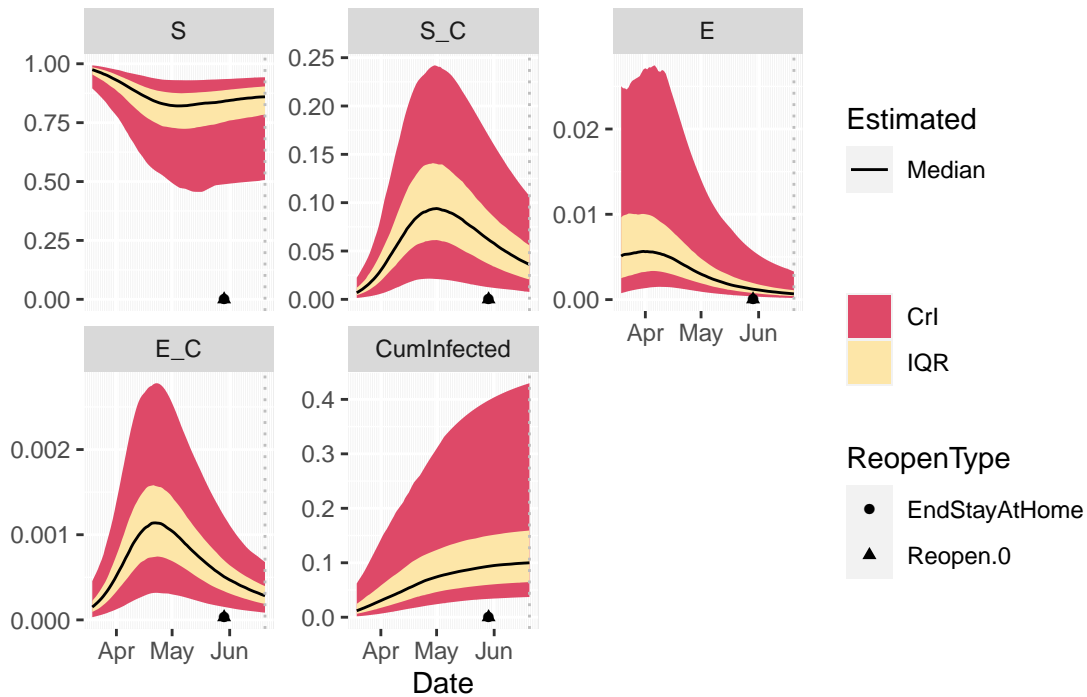 S
S_C
E
1.00
0.75
0.50
0.25
0.00
0.25
0.20
0.15
0.10
0.05
0.00
0.02
0.01
0.00
Apr May Jun
E_C
CumInfected
0.002
0.001
0.000
Apr May Jun
0.4
0.3
0.2
0.1
0.0
Apr May Jun
Date
Estimated
Median
CrI
IQR
ReopenType
EndStayAtHome
Reopen.0